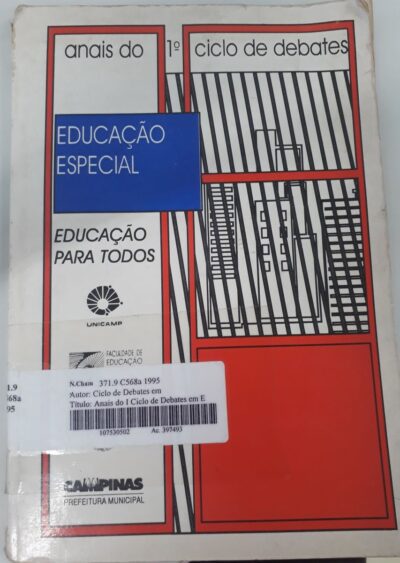 anais do 1º ciclo de debates
EDUCAÇÃO
ESPECIAL
EDUCAÇÃO
PARA TODOS
UNICAMP
FACULDADE DE
EDUCAÇÃO
N.Cham 371.9 C568a 1995
Autor: Ciclo de Debates em
Título: Anais do I Ciclo de Debates em E
107530502 Ac. 397493
1.9
68a
95
CAMPINAS
PREFEITURA MUNICIPAL